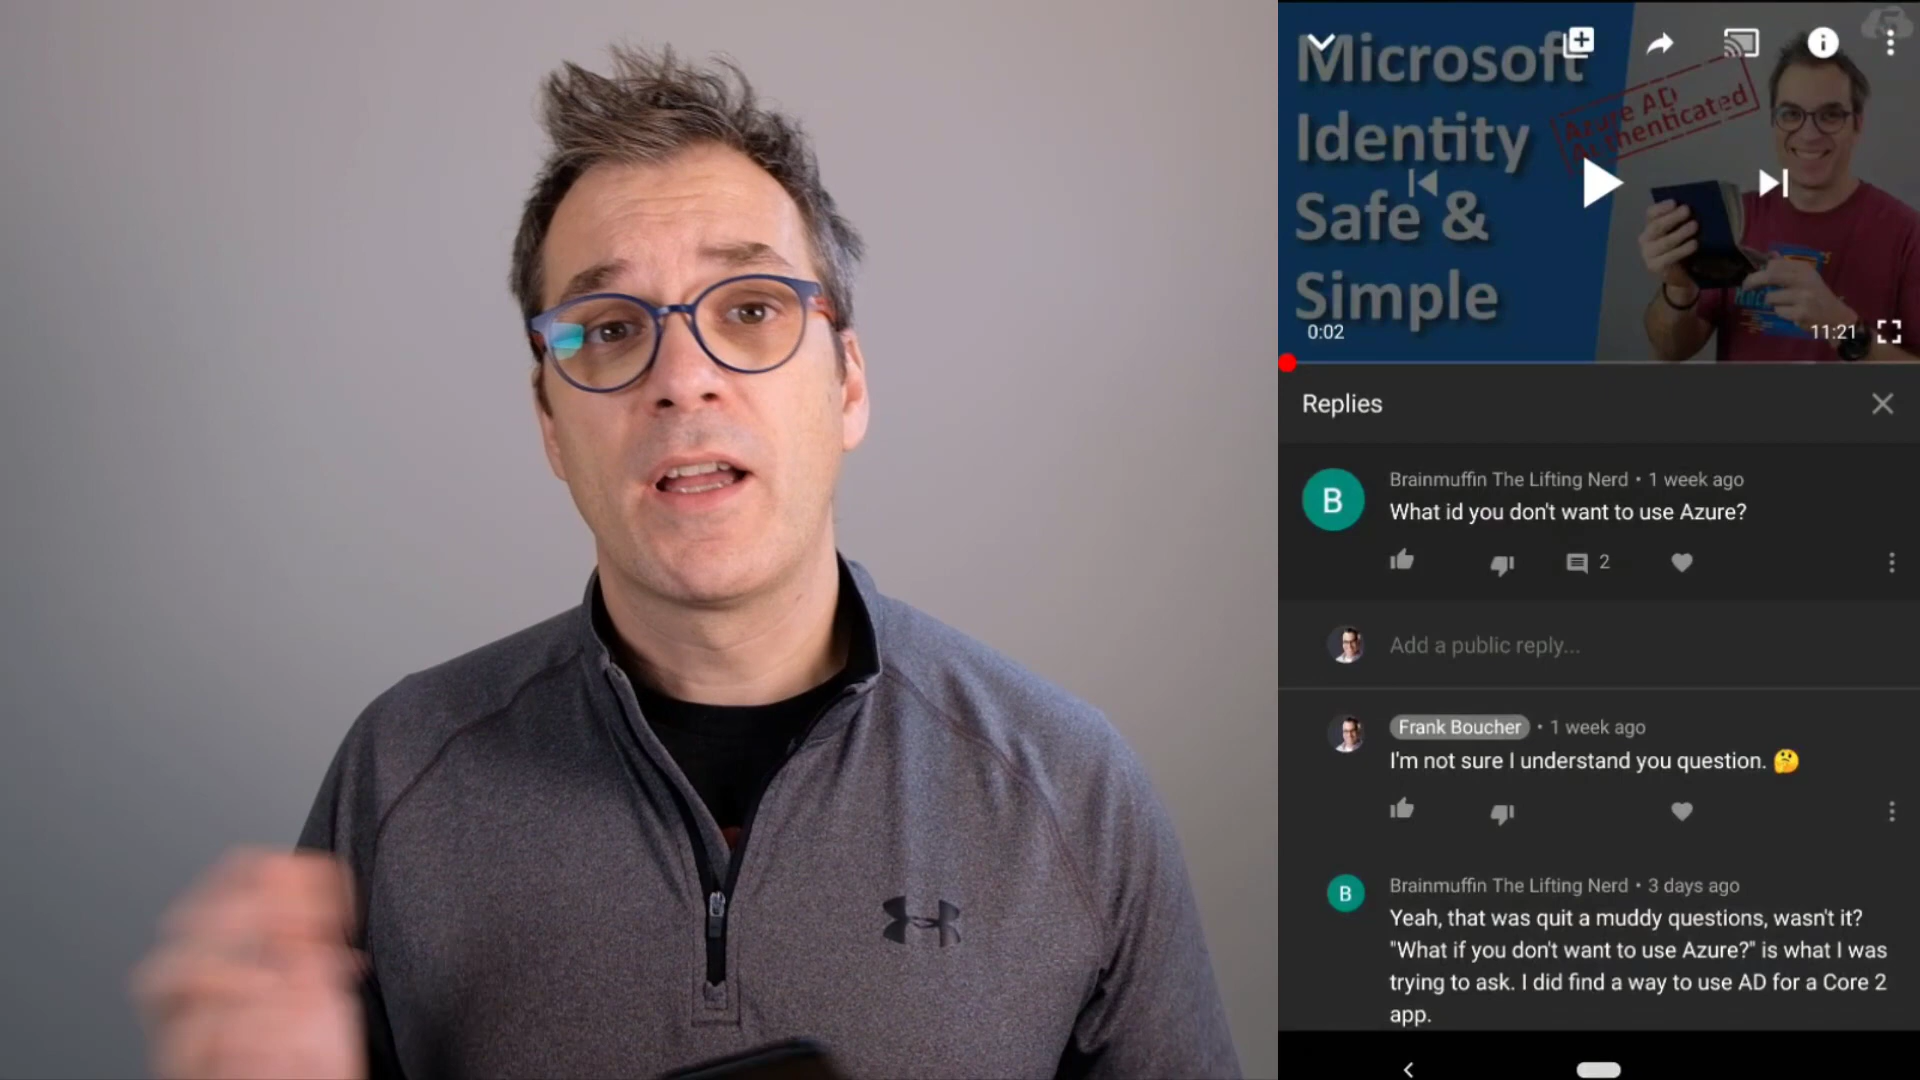 Microsoft
Identity
Safe &
Simple
Azure AD
Authenticated
0:02
11:21
Replies
B
Brainmuffin The Lifting Nerd • 1 week ago
What id you don't want to use Azure?
2
Add a public reply...
Frank Boucher • 1 week ago
I'm not sure I understand you question. 🤔
B
Brainmuffin The Lifting Nerd • 3 days ago
Yeah, that was quit a muddy questions, wasn't it?
"What if you don't want to use Azure?" is what I was
trying to ask. I did find a way to use AD for a Core 2
app.